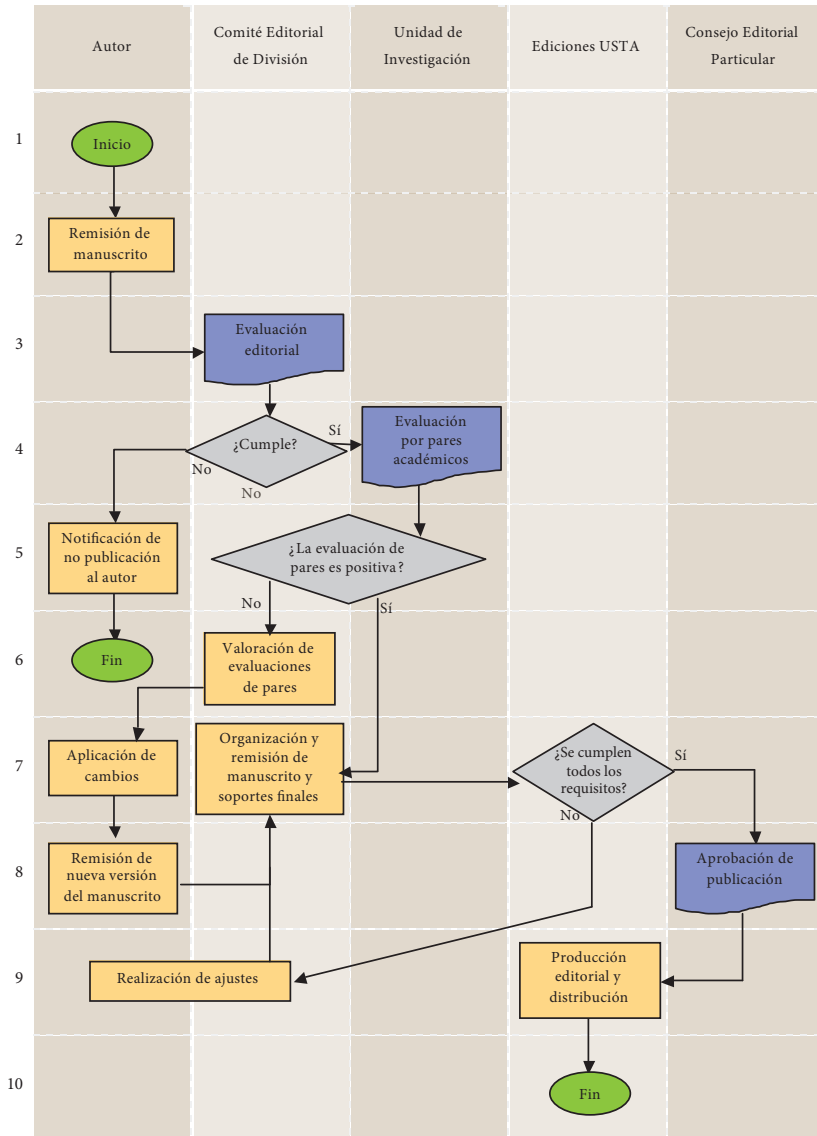 Autor
Comité Editorial
de División
Unidad de
Investigación
Ediciones USTA
Consejo Editorial
Particular
1
Inicio
2
Remisión de
manuscrito
3
Evaluación
editorial
4
¿Cumple?
Sí
No
No
Evaluación
por pares
académicos
5
Notificación de
no publicación
al autor
¿La evaluación de
pares es positiva?
No
Sí
6
Fin
Valoración de
evaluaciones
de pares
7
Aplicación de
cambios
Organización y
remisión de
manuscrito y
soportes finales
¿Se cumplen
todos los
requisitos?
Sí
No
8
Remisión de
nueva versión
del manuscrito
Aprobación de
publicación
9
Realización de ajustes
Producción
editorial y
distribución
10
Fin